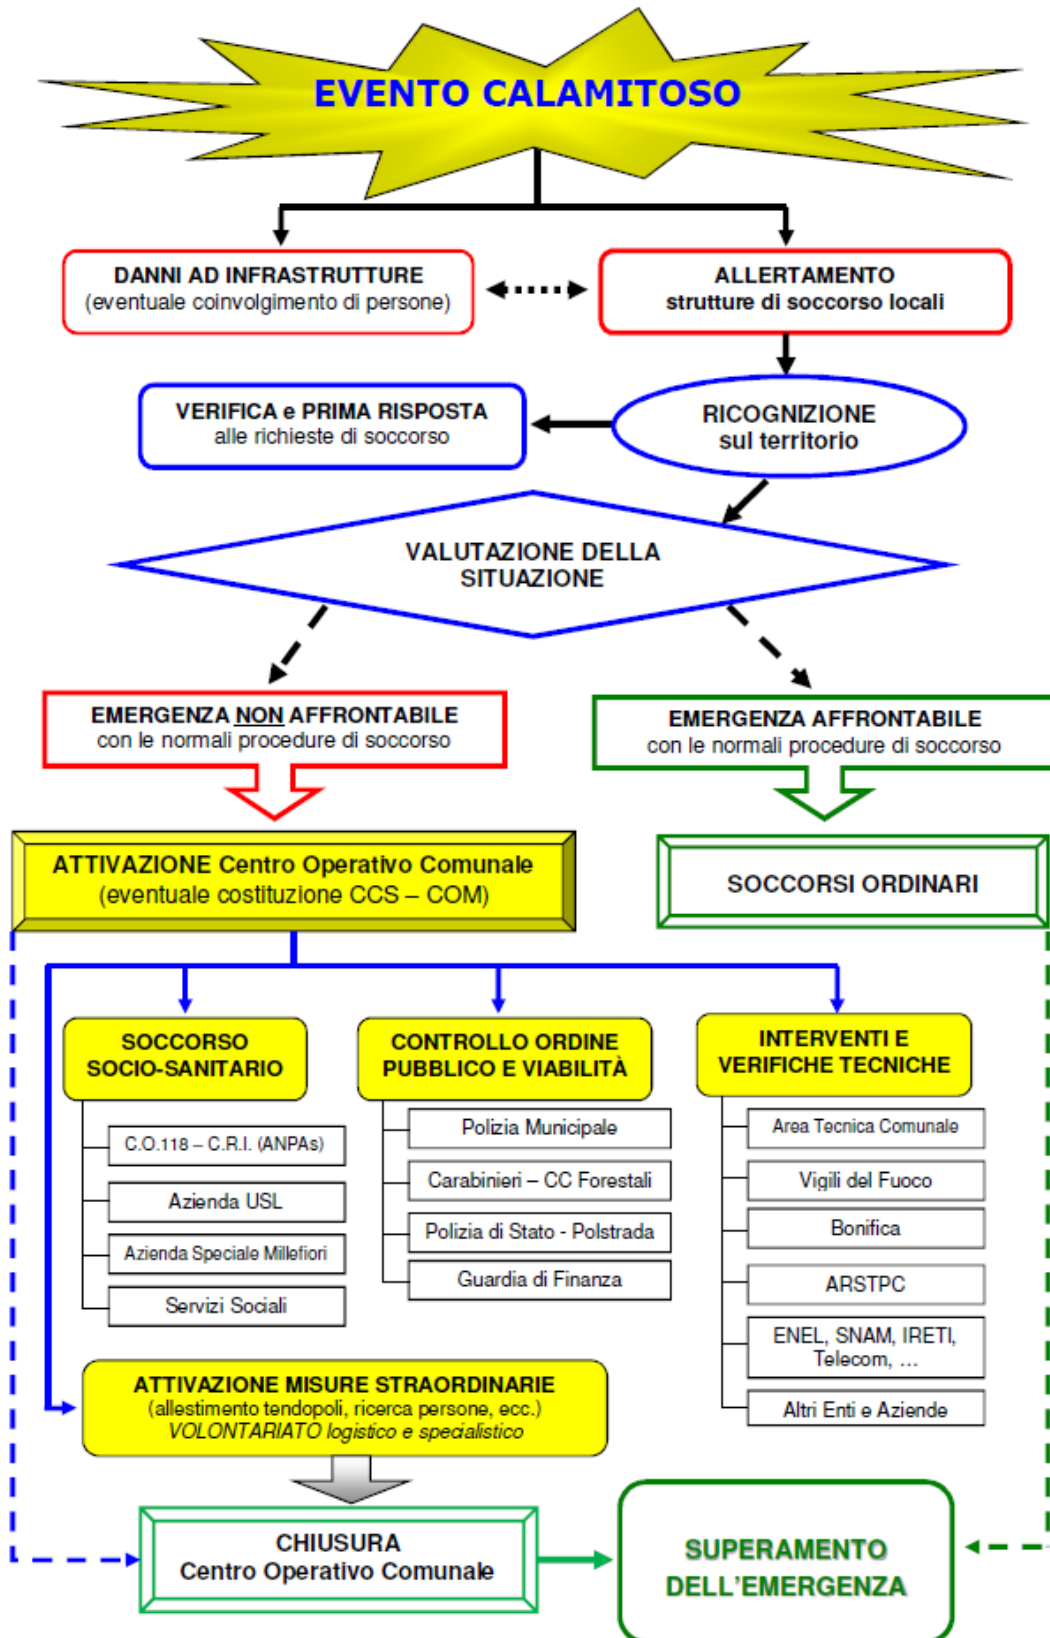 EVENTO CALAMITOSO
DANNI AD INFRASTRUTTURE
(eventuale coinvolgimento di persone)
ALLERTAMENTO
strutture di soccorso locali
VERIFICA e PRIMA RISPOSTA
alle richieste di soccorso
RICOGNIZIONE
sul territorio
VALUTAZIONE DELLA
SITUAZIONE
EMERGENZA NON AFFRONTABILE
con le normali procedure di soccorso
EMERGENZA AFFRONTABILE
con le normali procedure di soccorso
ATTIVAZIONE Centro Operativo Comunale
(eventuale costituzione CCS – COM)
SOCCORSI ORDINARI
SOCCORSO
SOCIO-SANITARIO
C.O.118 – C.R.I. (ANPAs)
Azienda USL
Azienda Speciale Millefiori
Servizi Sociali
CONTROLLO ORDINE
PUBBLICO E VIABILITÀ
Polizia Municipale
Carabinieri – CC Forestali
Polizia di Stato - Polstrada
Guardia di Finanza
INTERVENTI E
VERIFICHE TECNICHE
Area Tecnica Comunale
Vigili del Fuoco
Bonifica
ARSTPC
ENEL, SNAM, IRETI,
Telecom, …
Altri Enti e Aziende
ATTIVAZIONE MISURE STRAORDINARIE
(allestimento tendopoli, ricerca persone, ecc.)
VOLONTARIATO logistico e specialistico
CHIUSURA
Centro Operativo Comunale
SUPERAMENTO
DELL'EMERGENZA